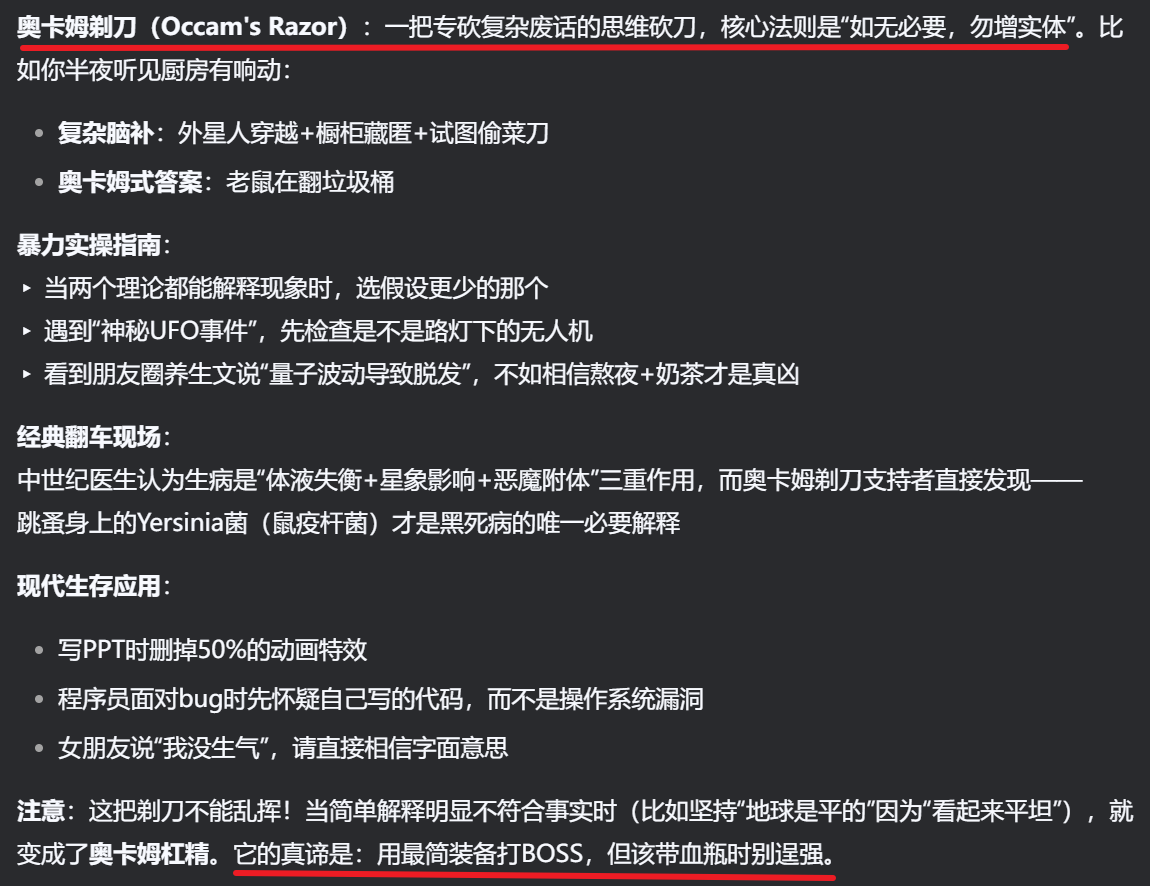 奥卡姆剃刀（Occam's Razor）：一把专砍复杂废话的思维砍刀，核心法则是“如无必要，勿增实体”。比
如你半夜听见厨房有响动：
• 复杂脑补：外星人穿越+橱柜藏匿+试图偷菜刀
• 奥卡姆式答案：老鼠在翻垃圾桶
暴力实操指南：
‣ 当两个理论都能解释现象时，选假设更少的那个
‣ 遇到“神秘UFO事件”，先检查是不是路灯下的无人机
‣ 看到朋友圈养生文说“量子波动导致脱发”，不如相信熬夜+奶茶才是真凶
经典翻车现场：
中世纪医生认为生病是“体液失衡+星象影响+恶魔附体”三重作用，而奥卡姆剃刀支持者直接发现——
跳蚤身上的Yersinia菌（鼠疫杆菌）才是黑死病的唯一必要解释
现代生存应用：
• 写PPT时删掉50%的动画特效
• 程序员面对bug时先怀疑自己写的代码，而不是操作系统漏洞
• 女朋友说“我没生气”，请直接相信字面意思
注意：这把剃刀不能乱挥！当简单解释明显不符合事实时（比如坚持“地球是平的”因为“看起来平坦”），就
变成了奥卡姆杠精。它的真谛是：用最简装备打BOSS，但该带血瓶时别逞强。